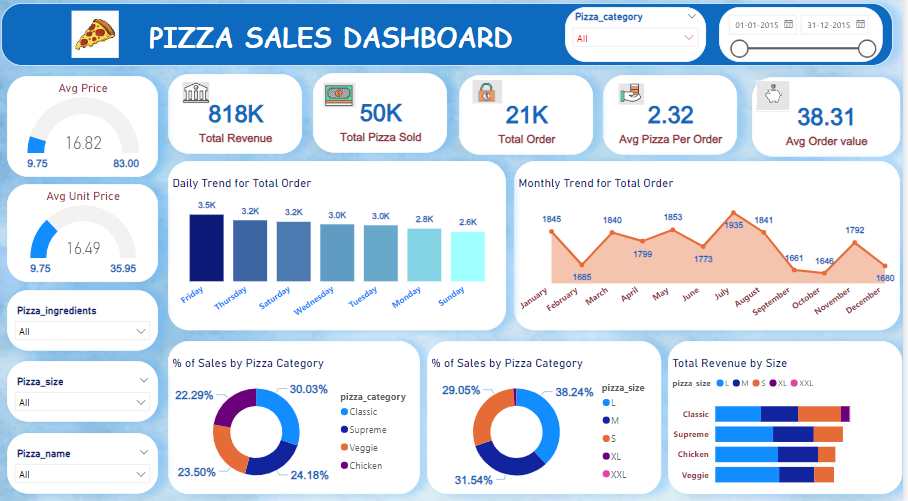 PIZZA SALES DASHBOARD
Pizza_category
All
01-01-2015 31-12-2015
Avg Price
16.82
9.75 83.00
818K
Total Revenue
50K
Total Pizza Sold
21K
Total Order
2.32
Avg Pizza Per Order
38.31
Avg Order value
Avg Unit Price
16.49
9.75 35.95
Pizza_ingredients
All
Pizza_size
All
Pizza_name
All
Daily Trend for Total Order
3.5K 3.2K 3.2K 3.0K 3.0K 2.8K 2.6K
Friday Thursday Saturday Wednesday Tuesday Monday Sunday
Monthly Trend for Total Order
1845 1685 1840 1799 1853 1773 1935 1841 1661 1646 1792 1680
January February March April May June July August September October November December
% of Sales by Pizza Category
30.03%
24.18%
23.50%
22.29%
pizza_category
Classic
Supreme
Veggie
Chicken
% of Sales by Pizza Category
38.24%
31.54%
29.05%
pizza_size
L
M
S
XL
XXL
Total Revenue by Size
pizza_size L M S XL XXL
Classic
Supreme
Chicken
Veggie